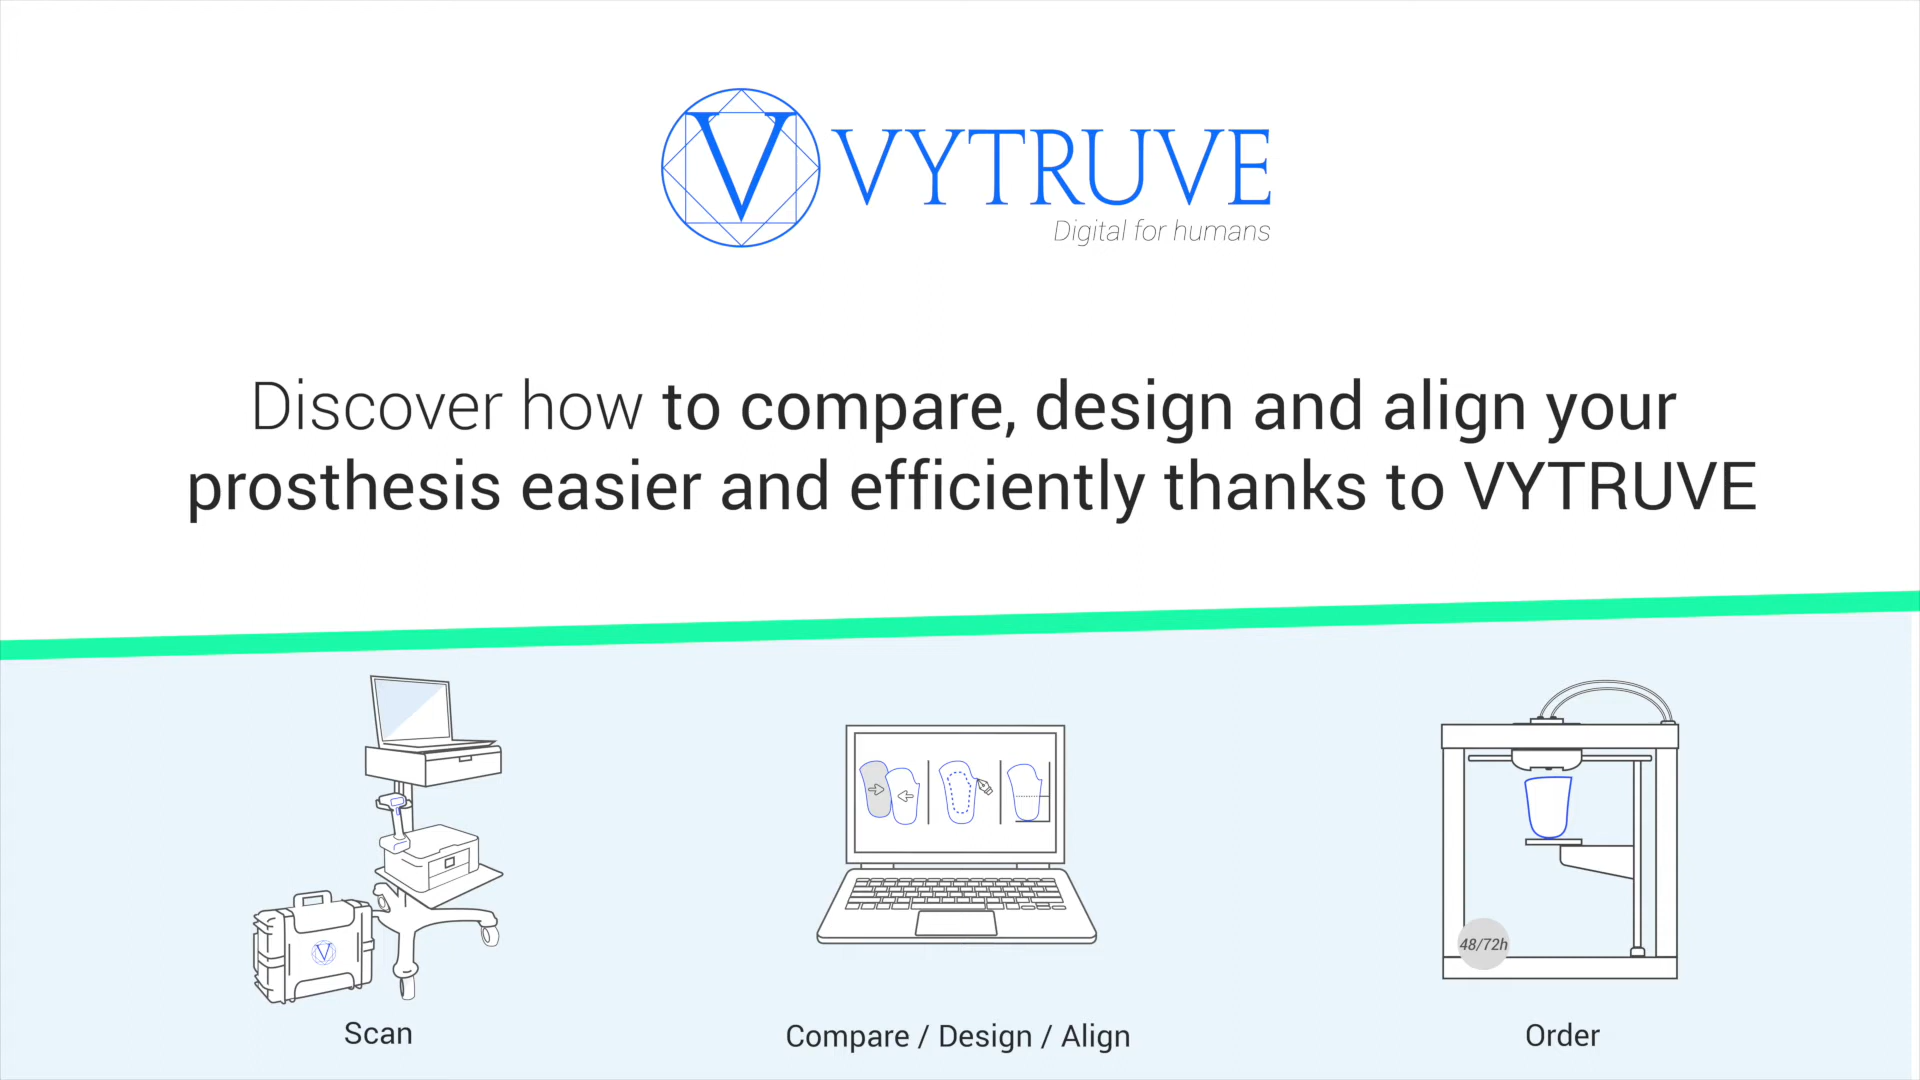 V VYTRUVE
Digital for humans
Discover how to compare, design and align your
prosthesis easier and efficiently thanks to VYTRUVE
V
48/72h
Scan
Compare / Design / Align
Order